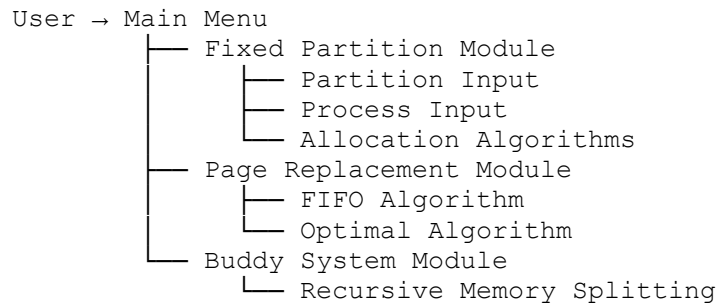 User → Main Menu
├── Fixed Partition Module
│   ├── Partition Input
│   ├── Process Input
│   └── Allocation Algorithms
├── Page Replacement Module
│   ├── FIFO Algorithm
│   └── Optimal Algorithm
└── Buddy System Module
    └── Recursive Memory Splitting